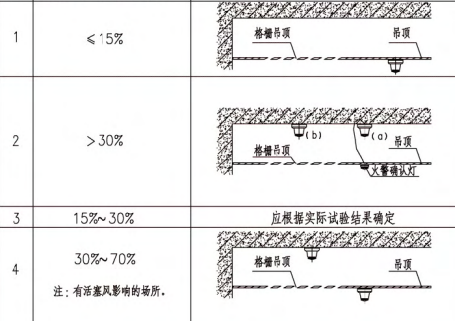 1
≤15%
格栅吊顶
吊顶
2
>30%
(b)
(a)
格栅吊顶
吊顶
火警确认灯
3
15%~30%
应根据实际试验结果确定
4
30%~70%
注：有活塞风影响的场所。
格栅吊顶
吊顶